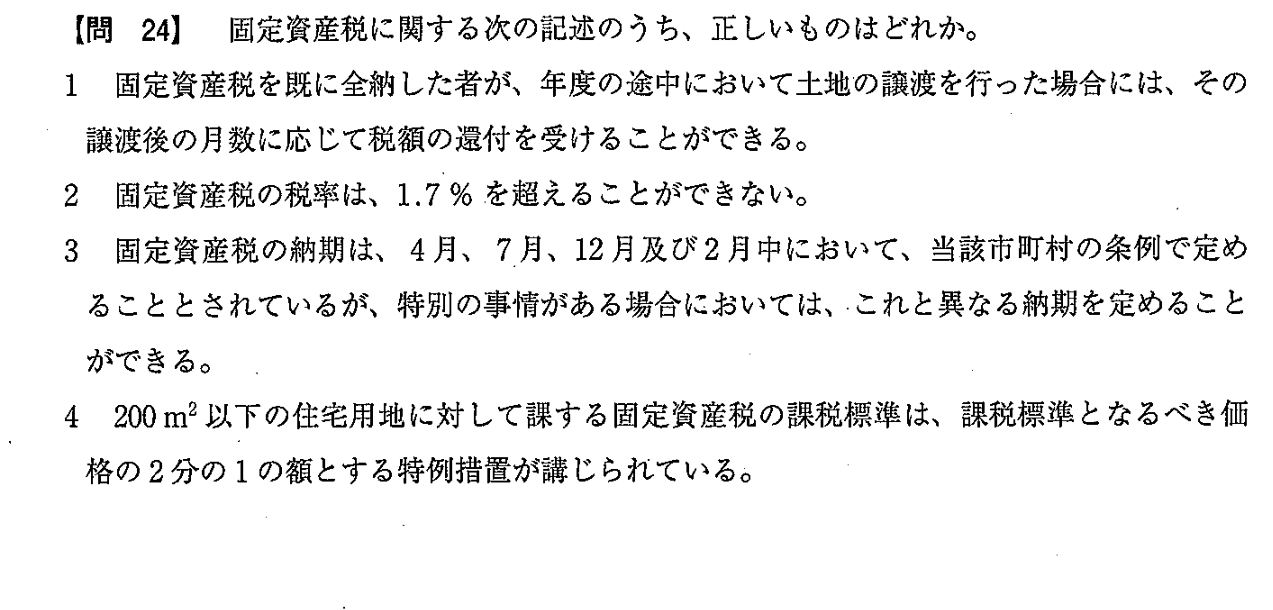 【問　24】　固定資産税に関する次の記述のうち、正しいものはどれか。
1　固定資産税を既に全納した者が、年度の途中において土地の譲渡を行った場合には、その
譲渡後の月数に応じて税額の還付を受けることができる。
2　固定資産税の税率は、1.7％を超えることができない。
3　固定資産税の納期は、4月、7月、12月及び2月中において、当該市町村の条例で定め
ることとされているが、特別の事情がある場合においては、これと異なる納期を定めること
ができる。
4　200 m²以下の住宅用地に対して課する固定資産税の課税標準は、課税標準となるべき価
格の2分の1の額とする特例措置が講じられている。